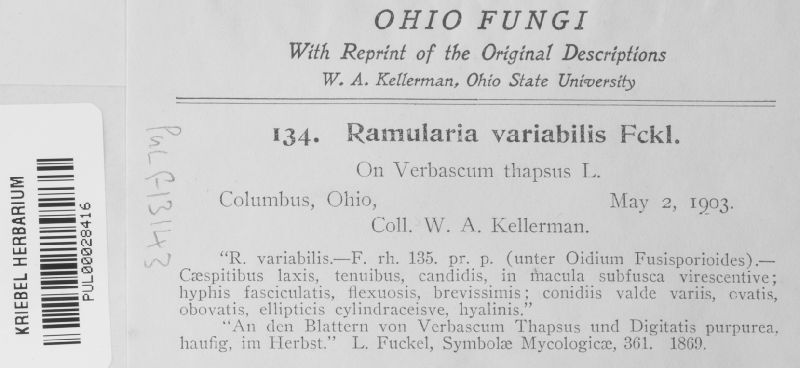 OHIO FUNGI
With Reprint of the Original Descriptions
W. A. Kellerman, Ohio State University
134. Ramularia variabilis Fckl.
On Verbascum thapsus L.
Columbus, Ohio, May 2, 1903.
Coll. W. A. Kellerman.
"R. variabilis.—F. rh. 135. pr. p. (unter Oidium Fusisporioides).—
Cæspitibus laxis, tenuibus, candidis, in macula subfusca virescentive;
hyphis fasciculatis, flexuosis, brevissimis; conidiis valde variis, ovatis,
obovatis, ellipticis cylindraceisve, hyalinis."
"An den Blattern von Verbascum Thapsus und Digitatis purpurea,
haufig, im Herbst." L. Fuckel, Symbolæ Mycologicæ, 361. 1869.
PUL F13143
KRIEBEL HERBARIUM
PUL00028416